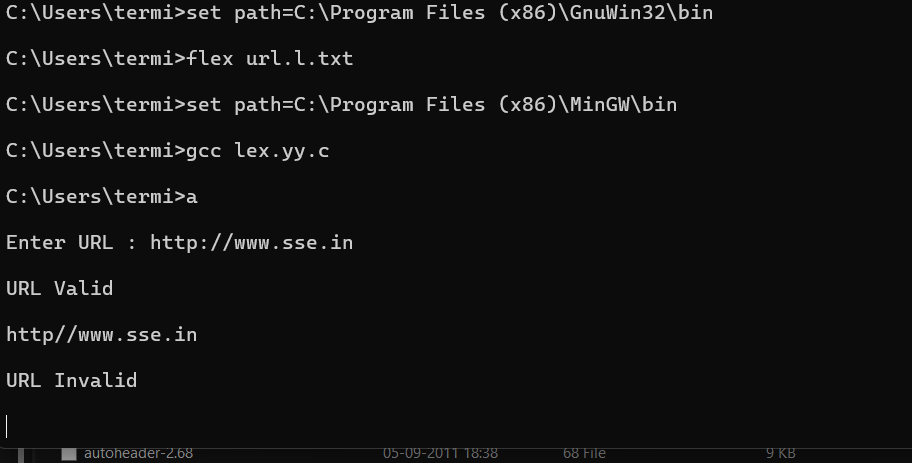 C:\Users\termi>set path=C:\Program Files (x86)\GnuWin32\bin
C:\Users\termi>flex url.l.txt
C:\Users\termi>set path=C:\Program Files (x86)\MinGW\bin
C:\Users\termi>gcc lex.yy.c
C:\Users\termi>a
Enter URL : http://www.sse.in
URL Valid
http//www.sse.in
URL Invalid
autoheader-2.68 05-09-2011 18:38 68 File 9 KB